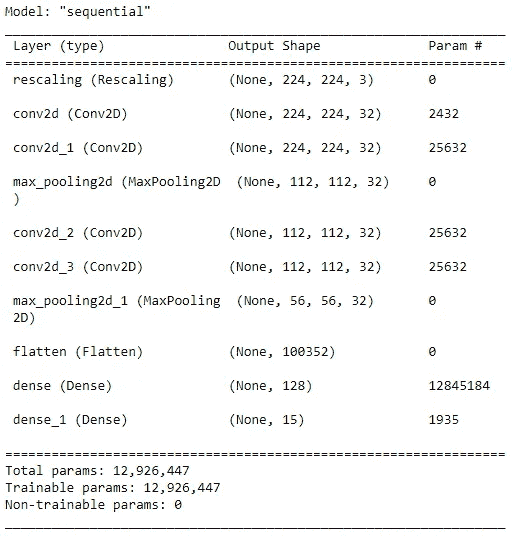 Model: "sequential"
Layer (type) Output Shape Param #
rescaling (Rescaling) (None, 224, 224, 3) 0
conv2d (Conv2D) (None, 224, 224, 32) 2432
conv2d_1 (Conv2D) (None, 224, 224, 32) 25632
max_pooling2d (MaxPooling2D (None, 112, 112, 32) 0
)
conv2d_2 (Conv2D) (None, 112, 112, 32) 25632
conv2d_3 (Conv2D) (None, 112, 112, 32) 25632
max_pooling2d_1 (MaxPooling (None, 56, 56, 32) 0
2D)
flatten (Flatten) (None, 100352) 0
dense (Dense) (None, 128) 12845184
dense_1 (Dense) (None, 15) 1935
Total params: 12,926,447
Trainable params: 12,926,447
Non-trainable params: 0